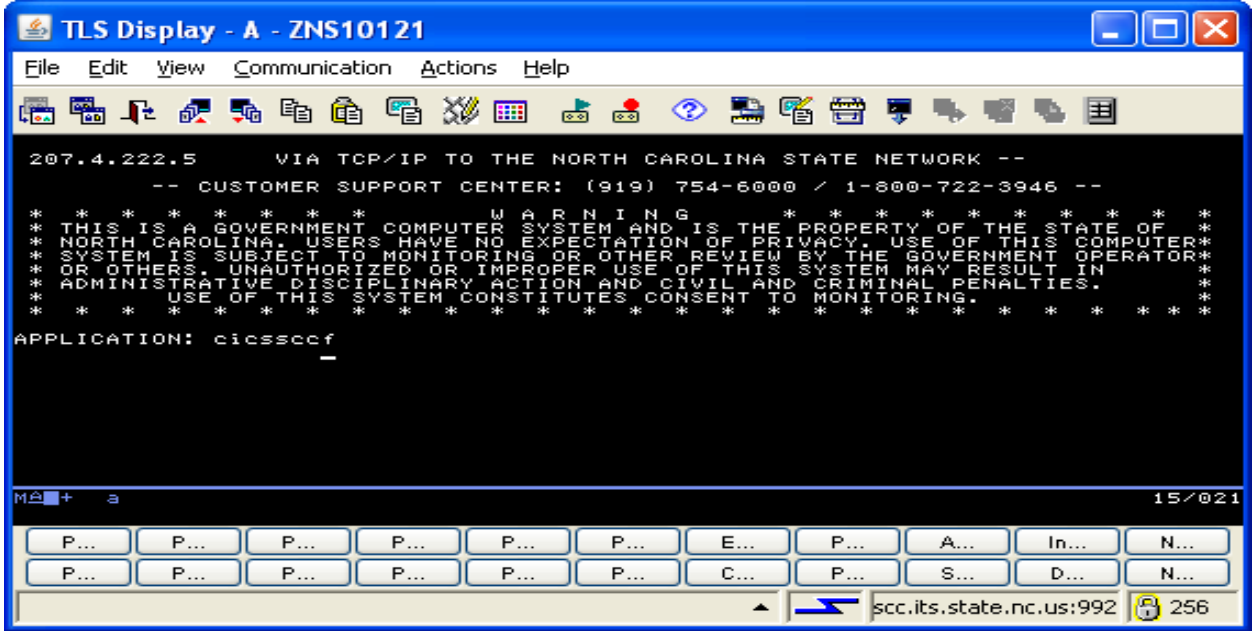 TLS Display - A - ZNS10121
File Edit View Communication Actions Help
207.4.222.5 VIA TCP/IP TO THE NORTH CAROLINA STATE NETWORK --
-- CUSTOMER SUPPORT CENTER: (919) 754-6000 / 1-800-722-3946 --
* * * * * * * * W A R N I N G * * * * * * * * * *
* THIS IS A GOVERNMENT COMPUTER SYSTEM AND IS THE PROPERTY OF THE STATE OF *
* NORTH CAROLINA. USERS HAVE NO EXPECTATION OF PRIVACY. USE OF THIS COMPUTER*
* SYSTEM IS SUBJECT TO MONITORING OR OTHER REVIEW BY THE GOVERNMENT OPERATOR*
* OR OTHERS. UNAUTHORIZED OR IMPROPER USE OF THIS SYSTEM MAY RESULT IN *
* ADMINISTRATIVE DISCIPLINARY ACTION AND CIVIL AND CRIMINAL PENALTIES. *
* USE OF THIS SYSTEM CONSTITUTES CONSENT TO MONITORING. *
* * * * * * * * * * * * * * * * * * * * * * * * * * *
APPLICATION: cicssccf
MA + a 15/021
P... P... P... P... P... P... E... P... A... In... N...
P... P... P... P... P... P... C... P... S... D... N...
scc.its.state.nc.us:992 256